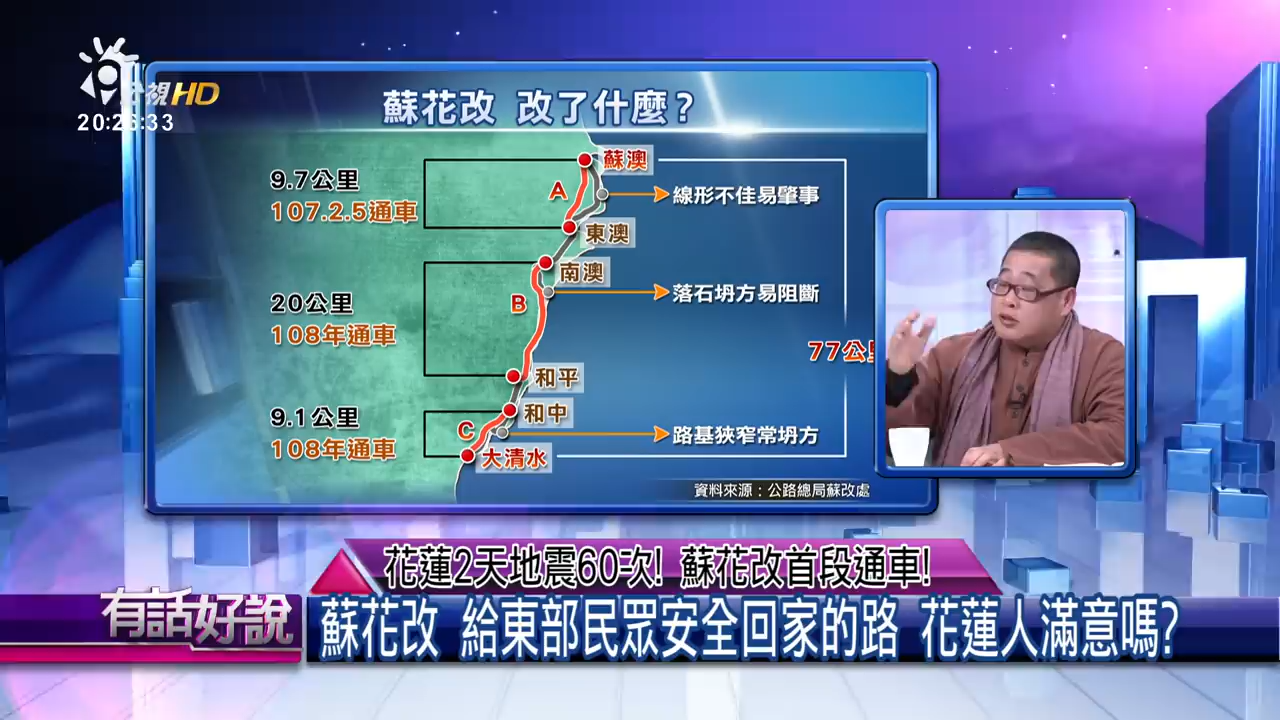 公視HD
20:26:33
蘇花改 改了什麼?
9.7公里
107.2.5通車
A
蘇澳
線形不佳易肇事
東澳
南澳
20公里
108年通車
B
落石坍方易阻斷
77公
和平
9.1公里
108年通車
C
和中
路基狹窄常坍方
大清水
資料來源:公路總局蘇改處
花蓮2天地震60次! 蘇花改首段通車!
有話好說
蘇花改 給東部民眾安全回家的路 花蓮人滿意嗎?